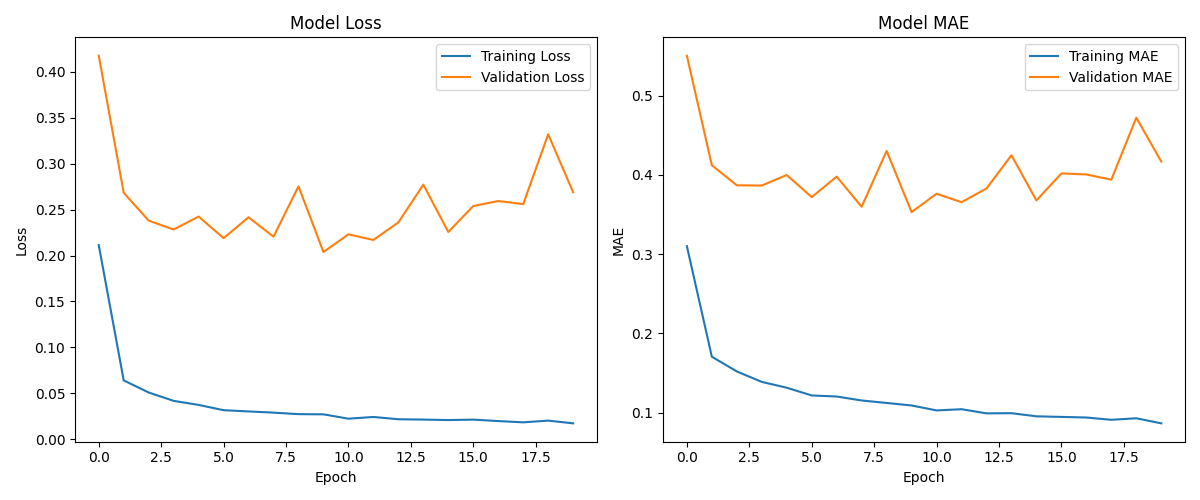 Model Loss
Training Loss
Validation Loss
0.40
0.35
0.30
0.25
0.20
0.15
0.10
0.05
0.00
Loss
0.0 2.5 5.0 7.5 10.0 12.5 15.0 17.5
Epoch
Model MAE
Training MAE
Validation MAE
0.5
0.4
0.3
0.2
0.1
MAE
0.0 2.5 5.0 7.5 10.0 12.5 15.0 17.5
Epoch